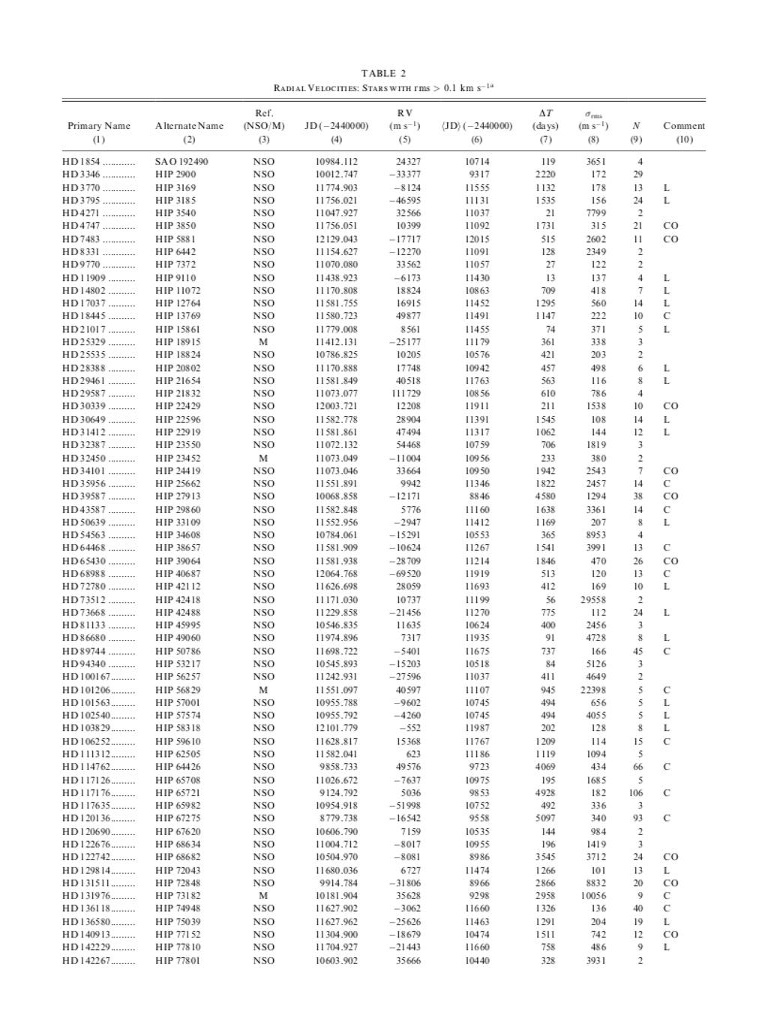 TABLE 2
RADIAL VELOCITIES: STARS WITH rms > 0.1 km s−1a
Primary Name (1) Alternate Name (2) Ref. (NSO/M) (3) JD (−2440000) (4) RV (m s−1) (5) ⟨JD⟩ (−2440000) (6) ΔT (days) (7) σrms (m s−1) (8) N (9) Comment (10)
HD 1854 ............ SAO 192490 NSO 10984.112 24327 10714 119 3651 4
HD 3346 ............ HIP 2900 NSO 10012.747 −33377 9317 2220 172 29
HD 3770 ............ HIP 3169 NSO 11774.903 −8124 11555 1132 178 13 L
HD 3795 ............ HIP 3185 NSO 11756.021 −46595 11131 1535 156 24 L
HD 4271 ............ HIP 3540 NSO 11047.927 32566 11037 21 7799 2
HD 4747 ............ HIP 3850 NSO 11756.051 10399 11092 1731 315 21 CO
HD 7483 ............ HIP 5881 NSO 12129.043 −17717 12015 515 2602 11 CO
HD 8331 ............ HIP 6442 NSO 11154.627 −12270 11091 128 2349 2
HD 9770 ............ HIP 7372 NSO 11070.080 33562 11057 27 122 2
HD 11909 .......... HIP 9110 NSO 11438.923 −6173 11430 13 137 4 L
HD 14802 .......... HIP 11072 NSO 11170.808 18824 10863 709 418 7 L
HD 17037 .......... HIP 12764 NSO 11581.755 16915 11452 1295 560 14 L
HD 18445 .......... HIP 13769 NSO 11580.723 49877 11491 1147 222 10 C
HD 21017 .......... HIP 15861 NSO 11779.008 8561 11455 74 371 5 L
HD 25329 .......... HIP 18915 M 11412.131 −25177 11179 361 338 3
HD 25535 .......... HIP 18824 NSO 10786.825 10205 10576 421 203 2
HD 28388 .......... HIP 20802 NSO 11170.888 17748 10942 457 498 6 L
HD 29461 .......... HIP 21654 NSO 11581.849 40518 11763 563 116 8 L
HD 29587 .......... HIP 21832 NSO 11073.077 111729 10856 610 786 4
HD 30339 .......... HIP 22429 NSO 12003.721 12208 11911 211 1538 10 CO
HD 30649 .......... HIP 22596 NSO 11582.778 28904 11391 1545 108 14 L
HD 31412 .......... HIP 22919 NSO 11581.861 47494 11317 1062 144 12 L
HD 32387 .......... HIP 23550 NSO 11072.132 54468 10759 706 1819 3
HD 32450 .......... HIP 23452 M 11073.049 −11004 10956 233 380 2
HD 34101 .......... HIP 24419 NSO 11073.046 33664 10950 1942 2543 7 CO
HD 35956 .......... HIP 25662 NSO 11551.891 9942 11346 1822 2457 14 C
HD 39587 .......... HIP 27913 NSO 10068.858 −12171 8846 4580 1294 38 CO
HD 43587 .......... HIP 29860 NSO 11582.848 5776 11160 1638 3361 14 C
HD 50639 .......... HIP 33109 NSO 11552.956 −2947 11412 1169 207 8 L
HD 54563 .......... HIP 34608 NSO 10784.061 −15291 10553 365 8953 4
HD 64468 .......... HIP 38657 NSO 11581.909 −10624 11267 1541 3991 13 C
HD 65430 .......... HIP 39064 NSO 11581.938 −28709 11214 1846 470 26 CO
HD 68988 .......... HIP 40687 NSO 12064.768 −69520 11919 513 120 13 C
HD 72780 .......... HIP 42112 NSO 11626.698 28059 11693 412 169 10 L
HD 73512 .......... HIP 42418 NSO 11171.030 10737 11199 56 29558 2
HD 73668 .......... HIP 42488 NSO 11229.858 −21456 11270 775 112 24 L
HD 81133 .......... HIP 45995 NSO 10546.835 11635 10624 400 2456 3
HD 86680 .......... HIP 49060 NSO 11974.896 7317 11935 91 4728 8 L
HD 89744 .......... HIP 50786 NSO 11698.722 −5401 11675 737 166 45 C
HD 94340 .......... HIP 53217 NSO 10545.893 −15203 10518 84 5126 3
HD 100167......... HIP 56257 NSO 11242.931 −27596 11037 411 4649 2
HD 101206......... HIP 56829 M 11551.097 40597 11107 945 22398 5 C
HD 101563......... HIP 57001 NSO 10955.788 −9602 10745 494 656 5 L
HD 102540......... HIP 57574 NSO 10955.792 −4260 10745 494 4055 5 L
HD 103829......... HIP 58318 NSO 12101.779 −552 11987 202 128 8 L
HD 106252......... HIP 59610 NSO 11628.817 15368 11767 1209 114 15 C
HD 111312......... HIP 62505 NSO 11582.041 623 11186 1119 1094 5
HD 114762......... HIP 64426 NSO 9858.733 49576 9723 4069 434 66 C
HD 117126......... HIP 65708 NSO 11026.672 −7637 10975 195 1685 5
HD 117176......... HIP 65721 NSO 9124.792 5036 9853 4928 182 106 C
HD 117635......... HIP 65982 NSO 10954.918 −51998 10752 492 336 3
HD 120136......... HIP 67275 NSO 8779.738 −16542 9558 5097 340 93 C
HD 120690......... HIP 67620 NSO 10606.790 7159 10535 144 984 2
HD 122676......... HIP 68634 NSO 11004.712 −8017 10955 196 1419 3
HD 122742......... HIP 68682 NSO 10504.970 −8081 8986 3545 3712 24 CO
HD 129814......... HIP 72043 NSO 11680.036 6727 11474 1266 101 13 L
HD 131511......... HIP 72848 NSO 9914.784 −31806 8966 2866 8832 20 CO
HD 131976......... HIP 73182 M 10181.904 35628 9298 2958 10056 9 C
HD 136118......... HIP 74948 NSO 11627.902 −3062 11660 1326 136 40 C
HD 136580......... HIP 75039 NSO 11627.962 −25626 11463 1291 204 19 L
HD 140913......... HIP 77152 NSO 11304.900 −18679 10474 1511 742 12 CO
HD 142229......... HIP 77810 NSO 11704.927 −21443 11660 758 486 9 L
HD 142267......... HIP 77801 NSO 10603.902 35666 10440 328 3931 2